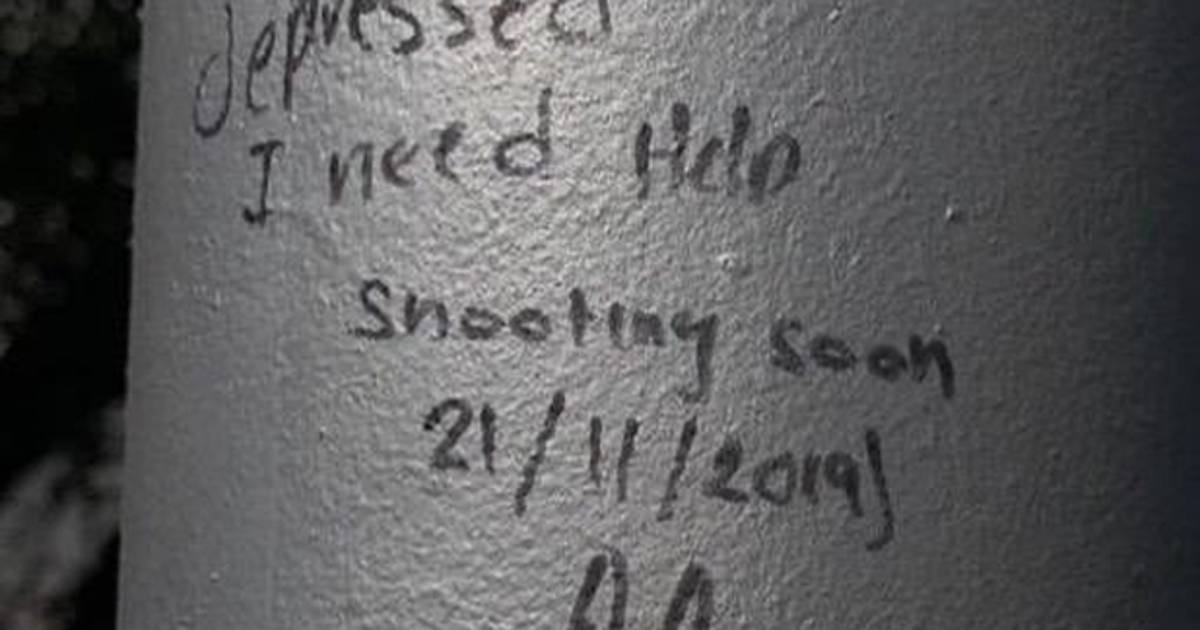 depressed
I need Help
Shooting soon
21/11/2019)